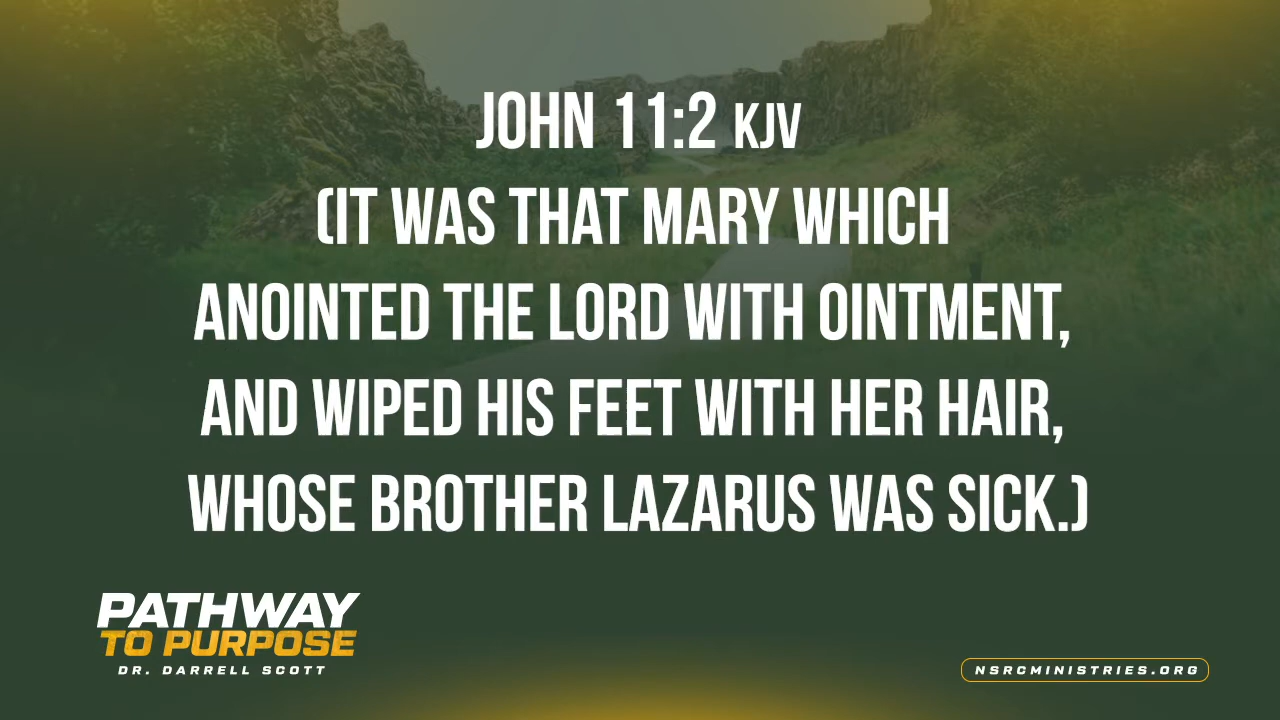 JOHN 11:2 KJV
(IT WAS THAT MARY WHICH
ANOINTED THE LORD WITH OINTMENT,
AND WIPED HIS FEET WITH HER HAIR,
WHOSE BROTHER LAZARUS WAS SICK.)
PATHWAY
TO PURPOSE
DR. DARRELL SCOTT
NSRCMINISTRIES.ORG